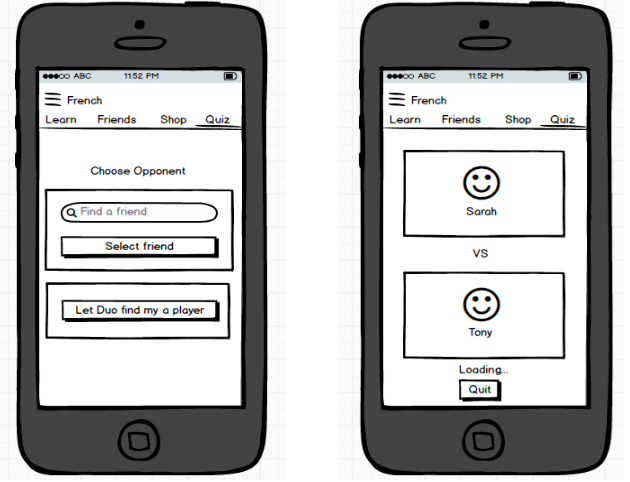 ABC 11:52 PM
French
Learn Friends Shop Quiz
Choose Opponent
Find a friend
Select friend
Let Duo find my a player
ABC 11:52 PM
French
Learn Friends Shop Quiz
Sarah
VS
Tony
Loading...
Quit